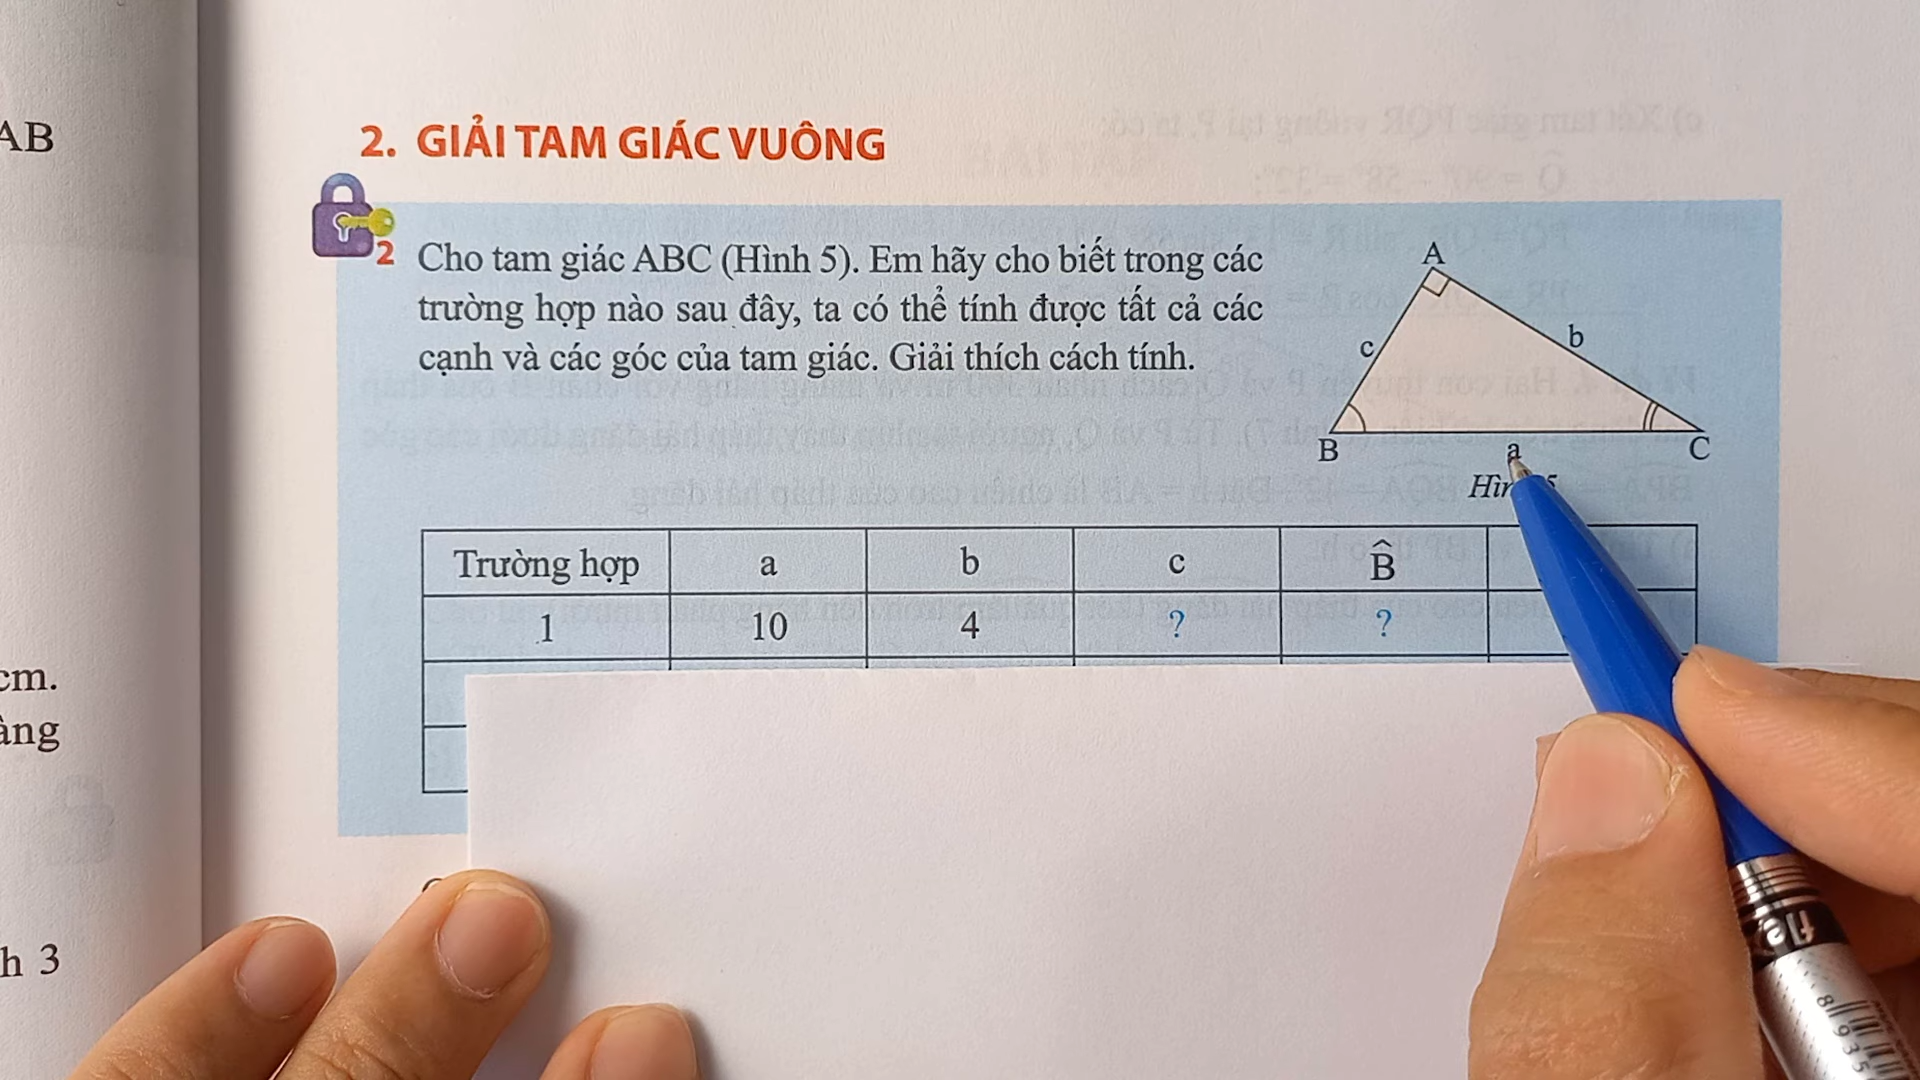 AB
2. GIẢI TAM GIÁC VUÔNG
2 Cho tam giác ABC (Hình 5). Em hãy cho biết trong các
trường hợp nào sau đây, ta có thể tính được tất cả các
cạnh và các góc của tam giác. Giải thích cách tính.
A
c
b
B
a
C
Trường hợp a b c B̂
1 10 4 ? ?
cm.
h 3